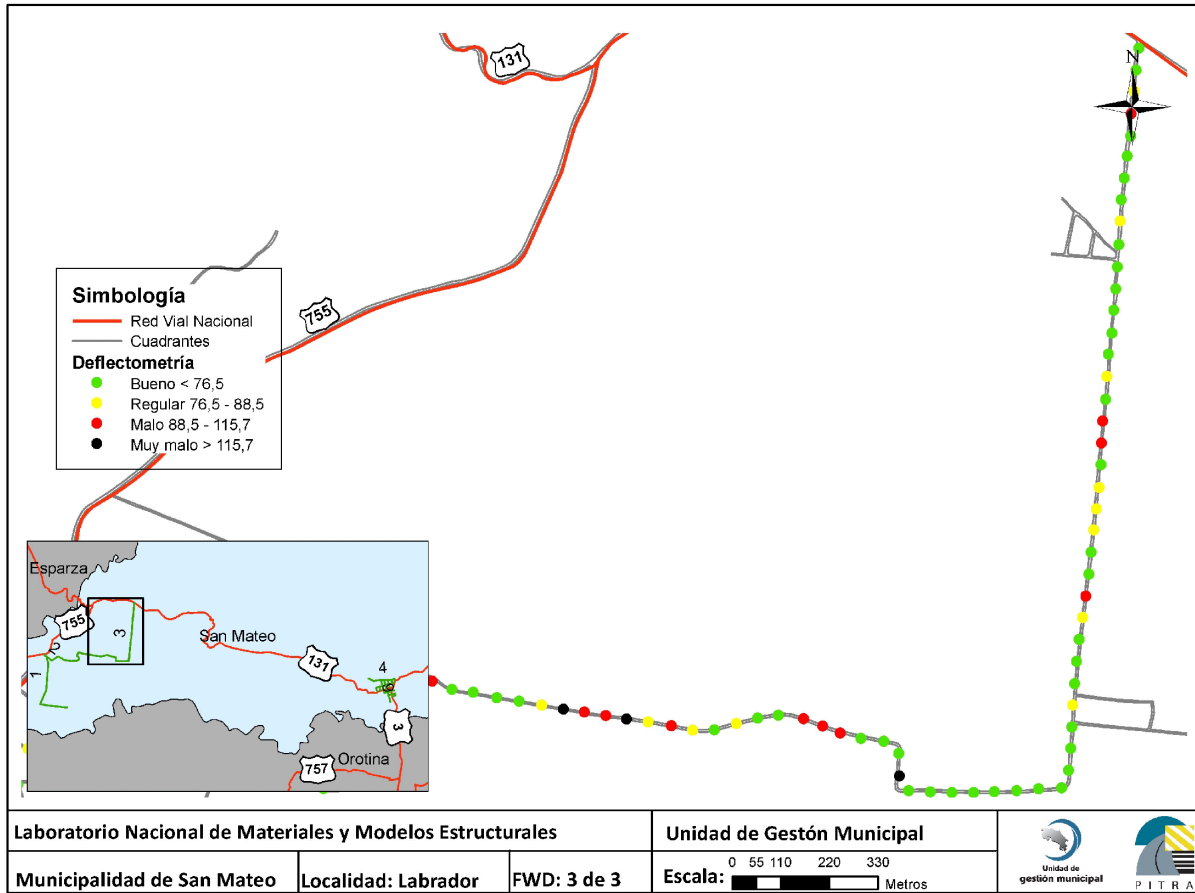 131
N
755
Simbología
Red Vial Nacional
Cuadrantes
Deflectometría
Bueno < 76,5
Regular 76,5 - 88,5
Malo 88,5 - 115,7
Muy malo > 115,7
Esparza
755
3
San Mateo
2
1
131
4
3
757
Orotina
Laboratorio Nacional de Materiales y Modelos Estructurales
Unidad de Gestión Municipal
Municipalidad de San Mateo
Localidad: Labrador
FWD: 3 de 3
Escala:
0 55 110 220 330
Metros
Unidad de
gestión municipal
PITRA